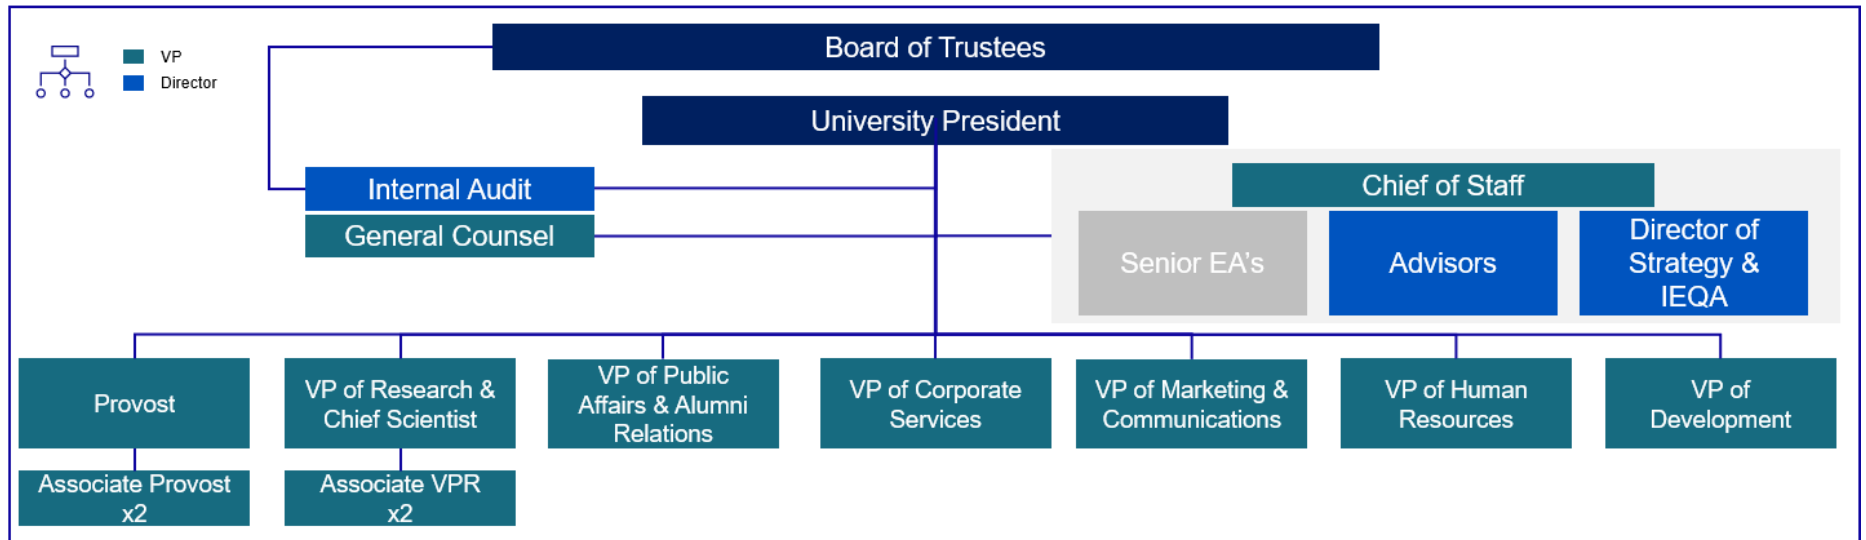 VP
Director
Board of Trustees
University President
Internal Audit
General Counsel
Chief of Staff
Senior EA's
Advisors
Director of
Strategy &
IEQA
Provost
VP of Research &
Chief Scientist
VP of Public
Affairs & Alumni
Relations
VP of Corporate
Services
VP of Marketing &
Communications
VP of Human
Resources
VP of
Development
Associate Provost
x2
Associate VPR
x2